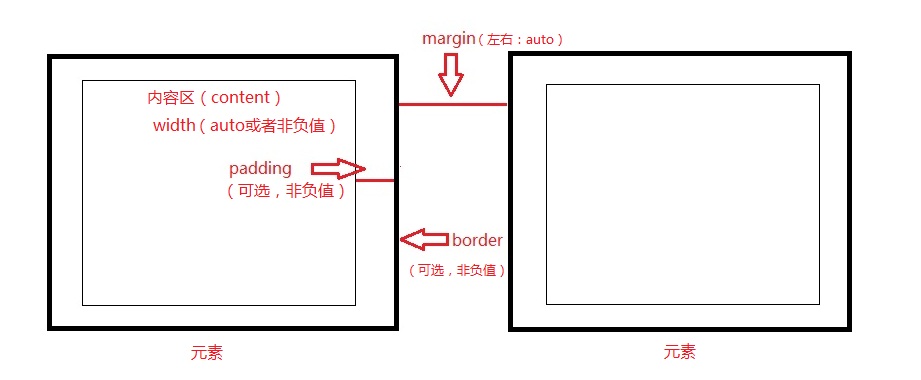 margin（左右：auto）
内容区（content）
width（auto或者非负值）
padding
（可选，非负值）
border
（可选，非负值）
元素
元素